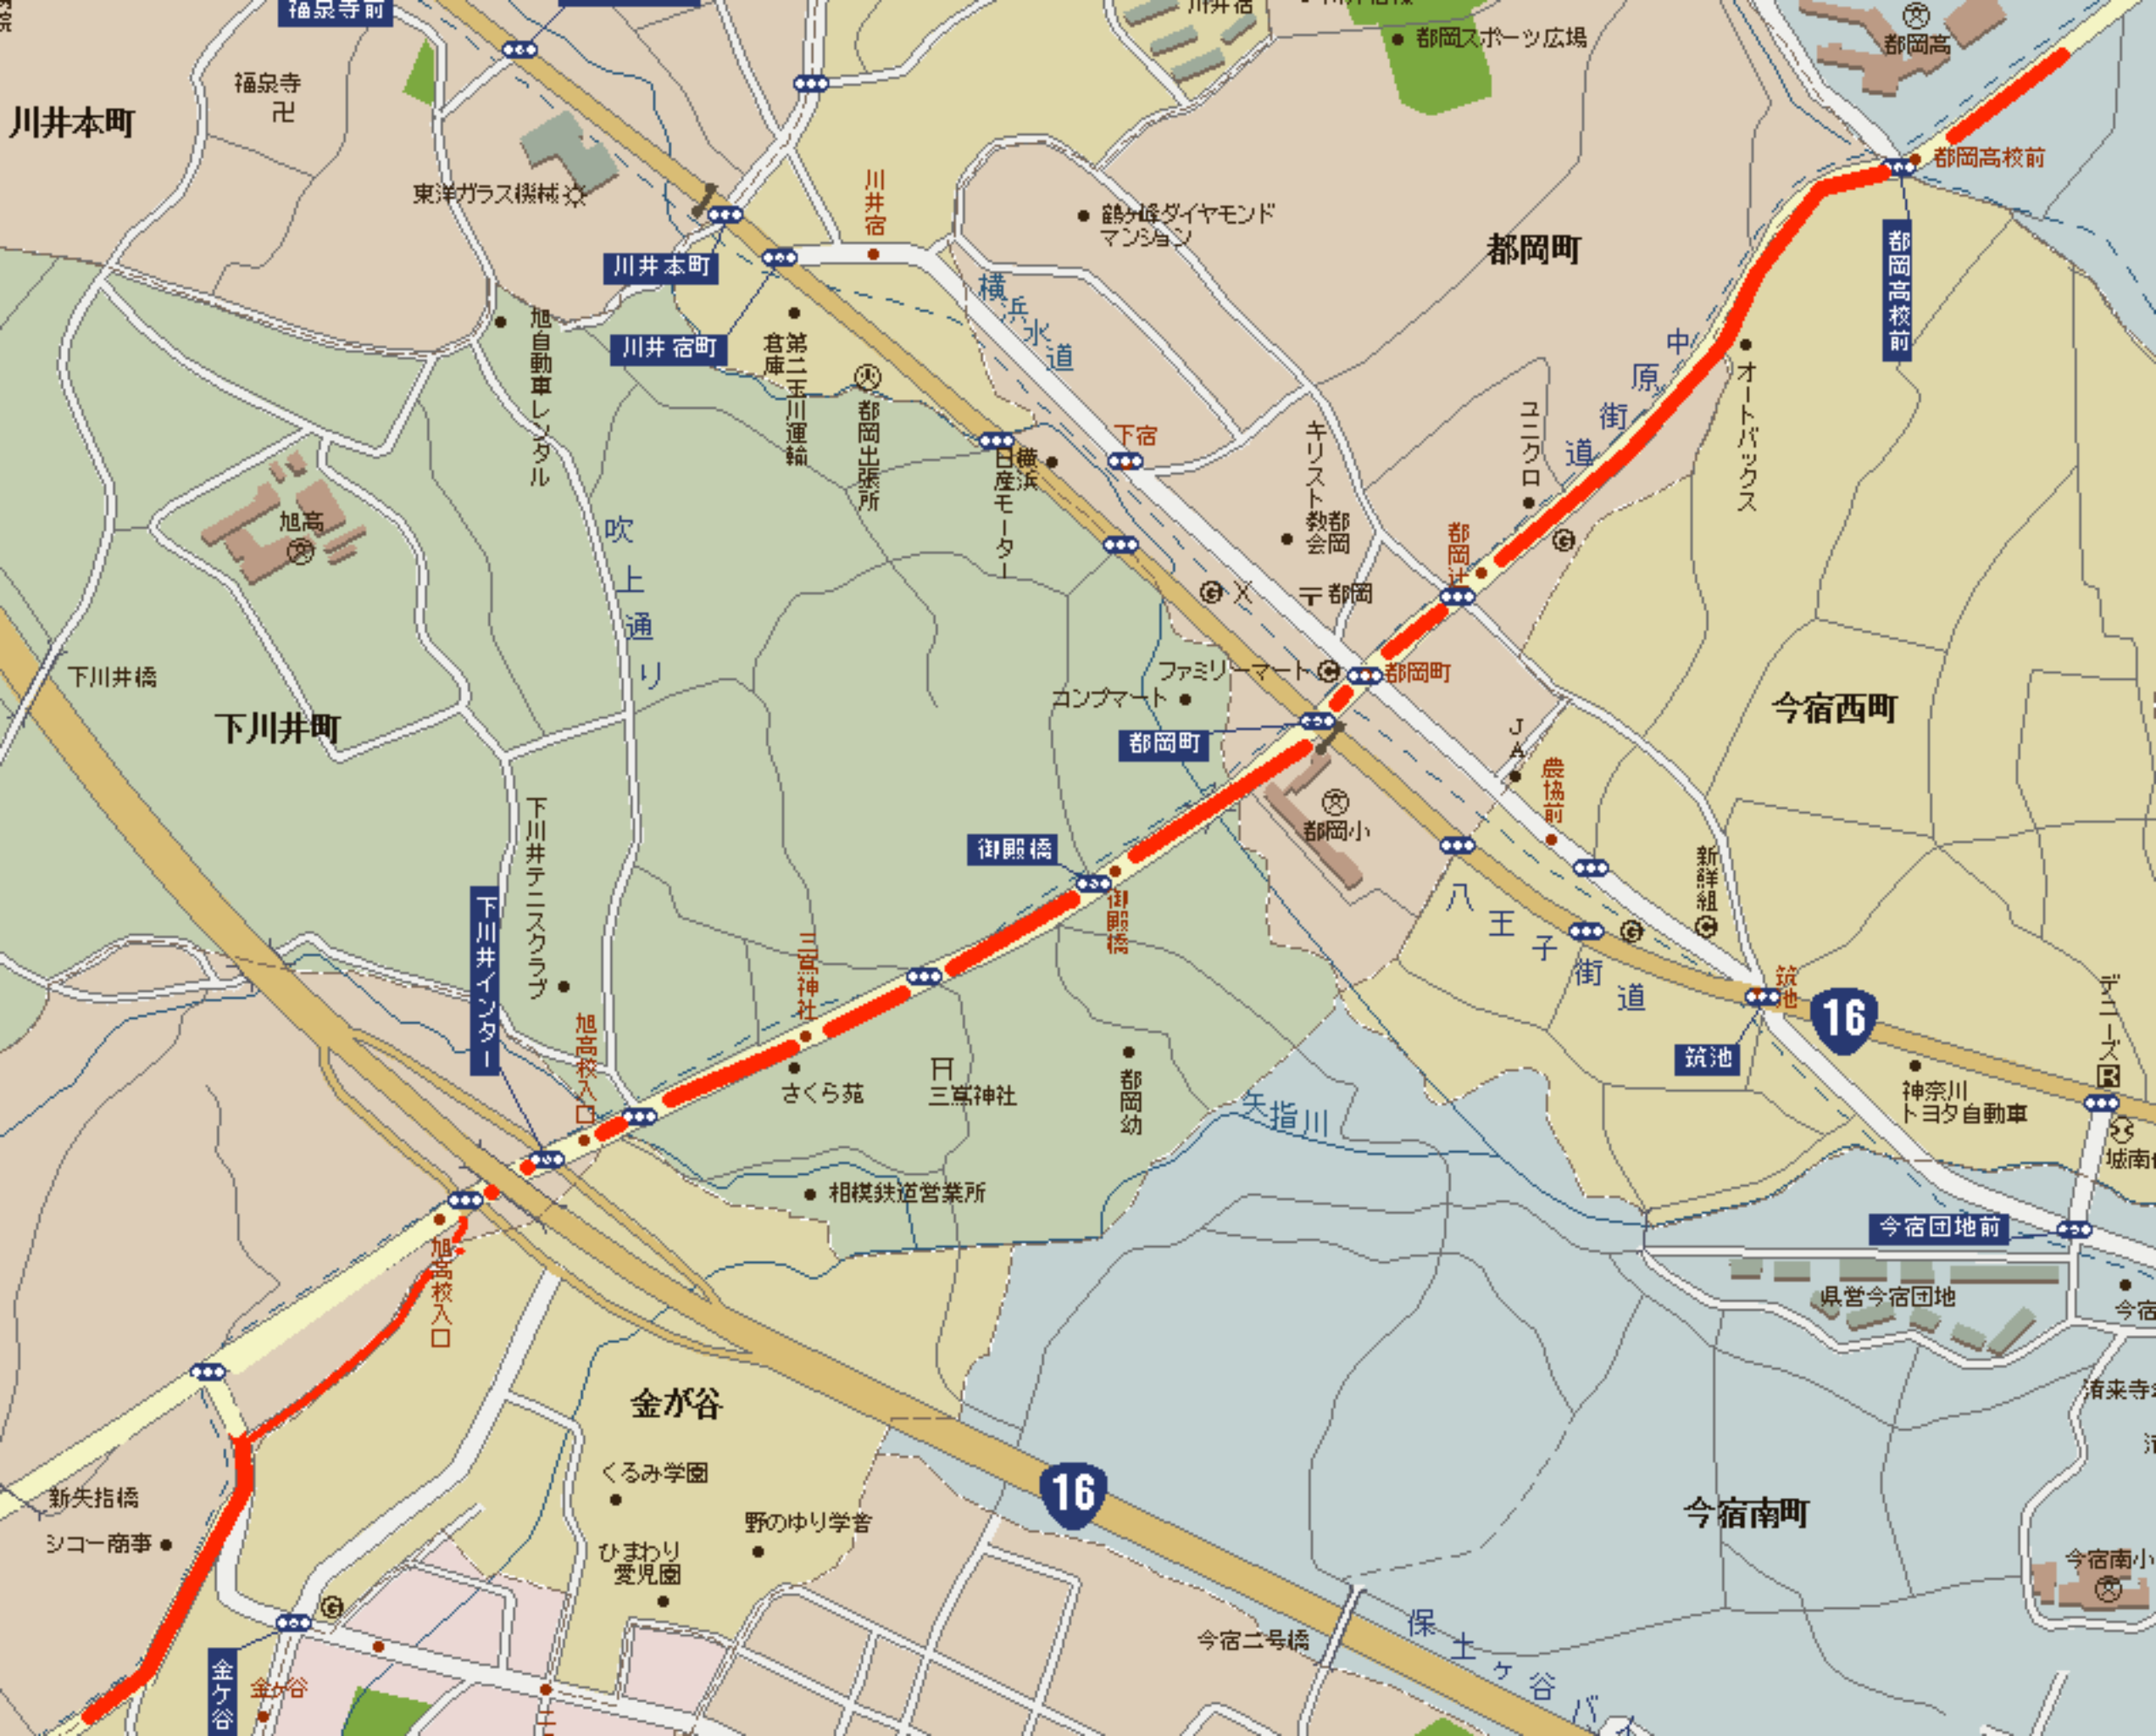 福泉寺前
川井宿
都岡スポーツ広場
都岡高
福泉寺
川井本町
東洋ガラス機械
川井宿
鶴ヶ峰ダイヤモンド
マンション
都岡町
都岡高校前
都岡高校前
川井本町
川井宿町
横浜水道
旭自動車レンタル
第二玉川運輸
倉庫
都岡出張所
横浜
日産モーター
下宿
キリスト
都岡
教会
ユニクロ
中原街道
オートバックス
旭高
吹上通り
都岡辻
〒都岡
X
下川井橋
下川井町
ファミリーマート
コンプマート
都岡町
都岡町
今宿西町
JA
農協前
都岡小
御殿橋
御殿橋
下川井テニスクラブ
下川井インター
八王子街道
新鮮組
筑池
筑池
16
デニーズ
R
三嶌神社
旭高校入口
さくら苑
三嶌神社
都岡幼
矢指川
神奈川
トヨタ自動車
相模鉄道営業所
今宿団地前
県営今宿団地
旭高校入口
金が谷
くるみ学園
16
今宿南町
新矢指橋
シコー商事
野のゆり学舎
ひまわり
愛児園
今宿南小
今宿二号橋
保土ヶ谷バイ
金ケ谷
金ヶ谷